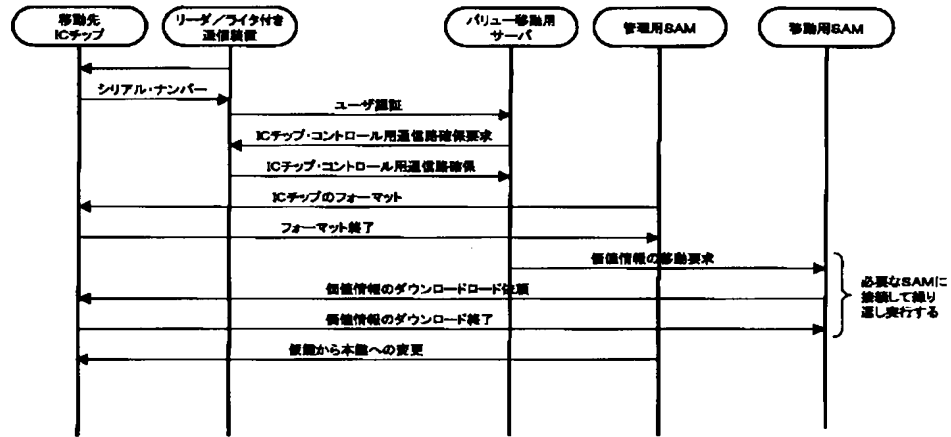 移動先
ICチップ
リーダ/ライタ付き
通信装置
バリュー移動用
サーバ
管理用SAM
移動用SAM
シリアル・ナンバー
ユーザ認証
ICチップ・コントロール用通信路確保要求
ICチップ・コントロール用通信路確保
ICチップのフォーマット
フォーマット終了
価値情報の移動要求
価値情報のダウンロードロード依頼
価値情報のダウンロード終了
仮鍵から本鍵への変更
必要なSAMに
接続して繰り
返し実行する